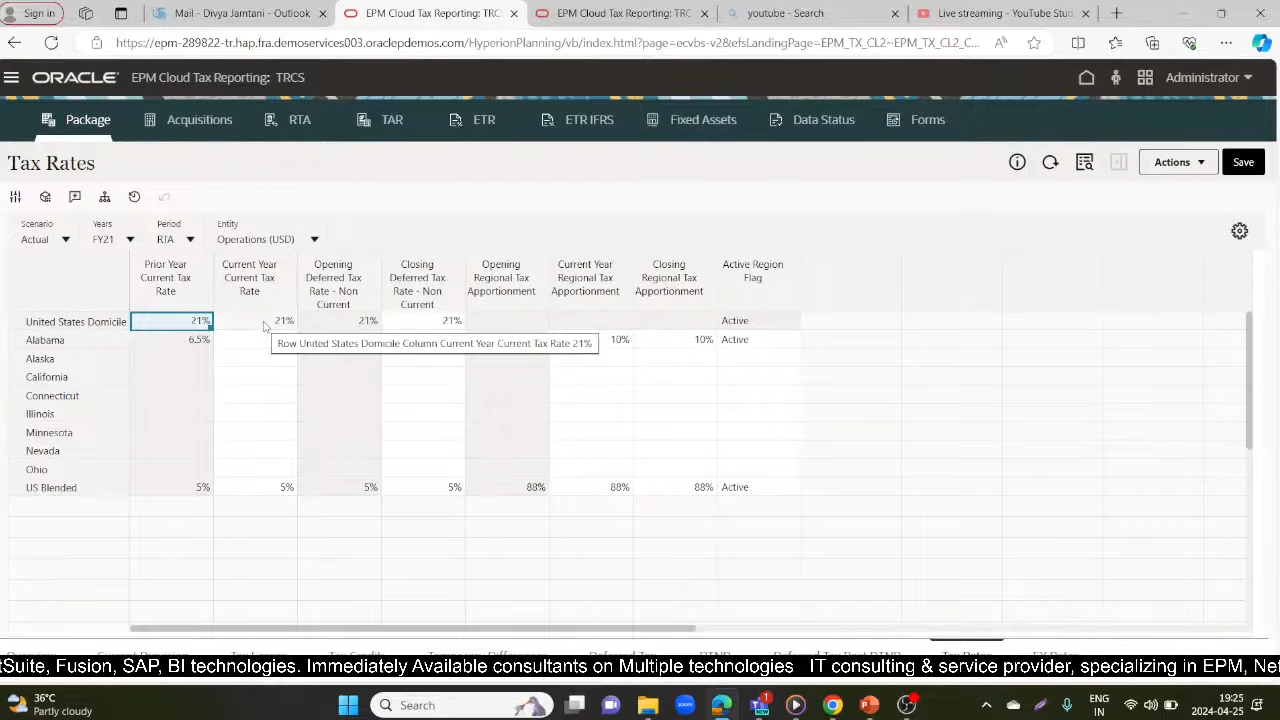 Sign in
Mail - Divya Jamtani - Outlook
EPM Cloud Tax Reporting: TRC:
EPM Cloud Tax Reporting: TRC:
youtube - Search
Live streaming - YouTube Stu
https://epm-289822-tr.hap.fra.demoservices003.oraclepdemos.com/HyperionPlanning/vb/index.html?page=ecvbs-v2&efsLandingPage=EPM_TX_CL2~EPM_TX_CL2_C...
ORACLE EPM Cloud Tax Reporting: TRCS
Administrator
Package
Acquisitions
RTA
TAR
ETR
ETR IFRS
Fixed Assets
Data Status
Forms
Tax Rates
Actions
Save
Scenario Years Period Entity
Actual FY21 RTA Operations (USD)
Prior Year Current Tax Rate
Current Year Current Tax Rate
Opening Deferred Tax Rate - Non Current
Closing Deferred Tax Rate - Non Current
Opening Regional Tax Apportionment
Current Year Regional Tax Apportionment
Closing Regional Tax Apportionment
Active Region Flag
United States Domicile 21% 21% 21% 21% Active
Row United States Domicile Column Current Year Current Tax Rate 21%
Alabama 6.5% 10% 10% Active
Alaska
California
Connecticut
Illinois
Minnesota
Nevada
Ohio
US Blended 5% 5% 5% 5% 88% 88% 88% Active
tSuite, Fusion, SAP, BI technologies. Immediately Available consultants on Multiple technologies IT consulting & service provider, specializing in EPM, Net
36°C
Partly cloudy
Search
NEW
1
ENG
IN
19:25
2024-04-25